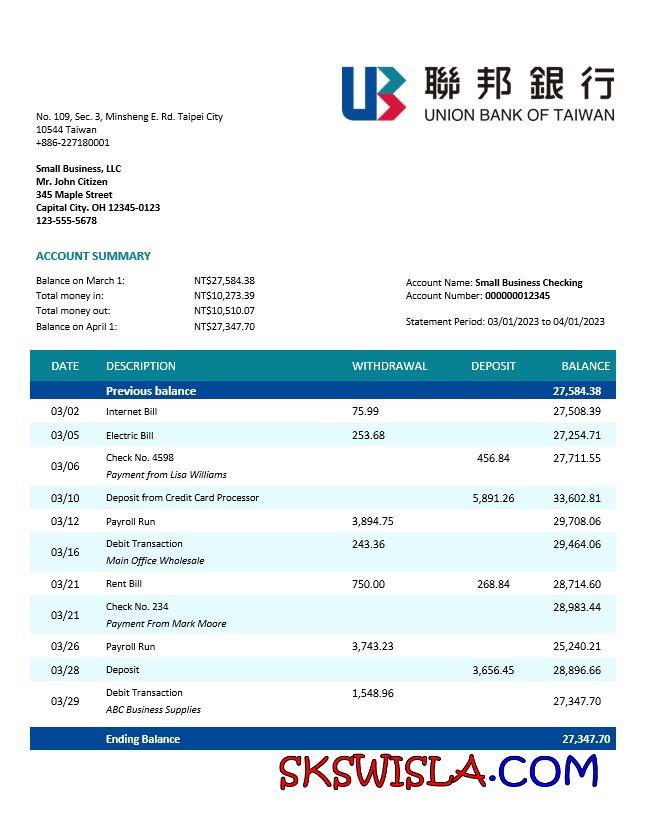 聯邦銀行
UNION BANK OF TAIWAN
No. 109, Sec. 3, Minsheng E. Rd. Taipei City
10544 Taiwan
+886-227180001
Small Business, LLC
Mr. John Citizen
345 Maple Street
Capital City. OH 12345-0123
123-555-5678
ACCOUNT SUMMARY
Balance on March 1: NT$27,584.38
Total money in: NT$10,273.39
Total money out: NT$10,510.07
Balance on April 1: NT$27,347.70
Account Name: Small Business Checking
Account Number: 000000012345
Statement Period: 03/01/2023 to 04/01/2023
DATE DESCRIPTION WITHDRAWAL DEPOSIT BALANCE
Previous balance 27,584.38
03/02 Internet Bill 75.99 27,508.39
03/05 Electric Bill 253.68 27,254.71
03/06 Check No. 4598 456.84 27,711.55
Payment from Lisa Williams
03/10 Deposit from Credit Card Processor 5,891.26 33,602.81
03/12 Payroll Run 3,894.75 29,708.06
03/16 Debit Transaction 243.36 29,464.06
Main Office Wholesale
03/21 Rent Bill 750.00 268.84 28,714.60
03/21 Check No. 234 28,983.44
Payment From Mark Moore
03/26 Payroll Run 3,743.23 25,240.21
03/28 Deposit 3,656.45 28,896.66
03/29 Debit Transaction 1,548.96 27,347.70
ABC Business Supplies
Ending Balance 27,347.70
SKSWISLA.COM